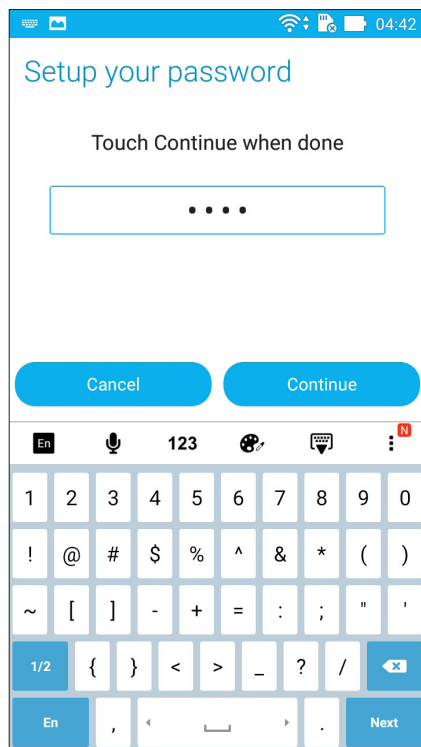 04:42
Setup your password
Touch Continue when done
••••
Cancel Continue
En 123 N
1 2 3 4 5 6 7 8 9 0
! @ # $ % ^ & * ( )
~ [ ] - + = : ; " '
1/2 { } < > _ ? /
En , . Next